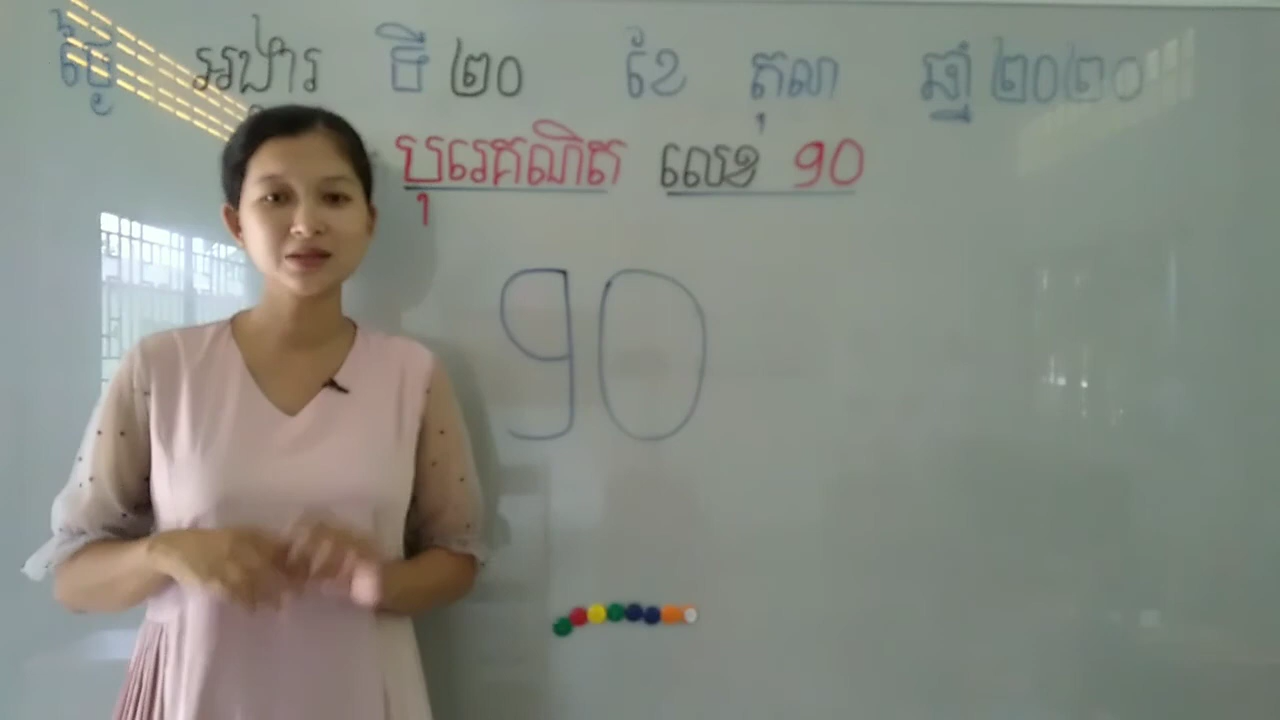 ថ្ងៃ អង្គារ ទី ២០ ខែ តុលា ឆ្នាំ ២០២០
បុរេគណិត លេខ ១០
១០